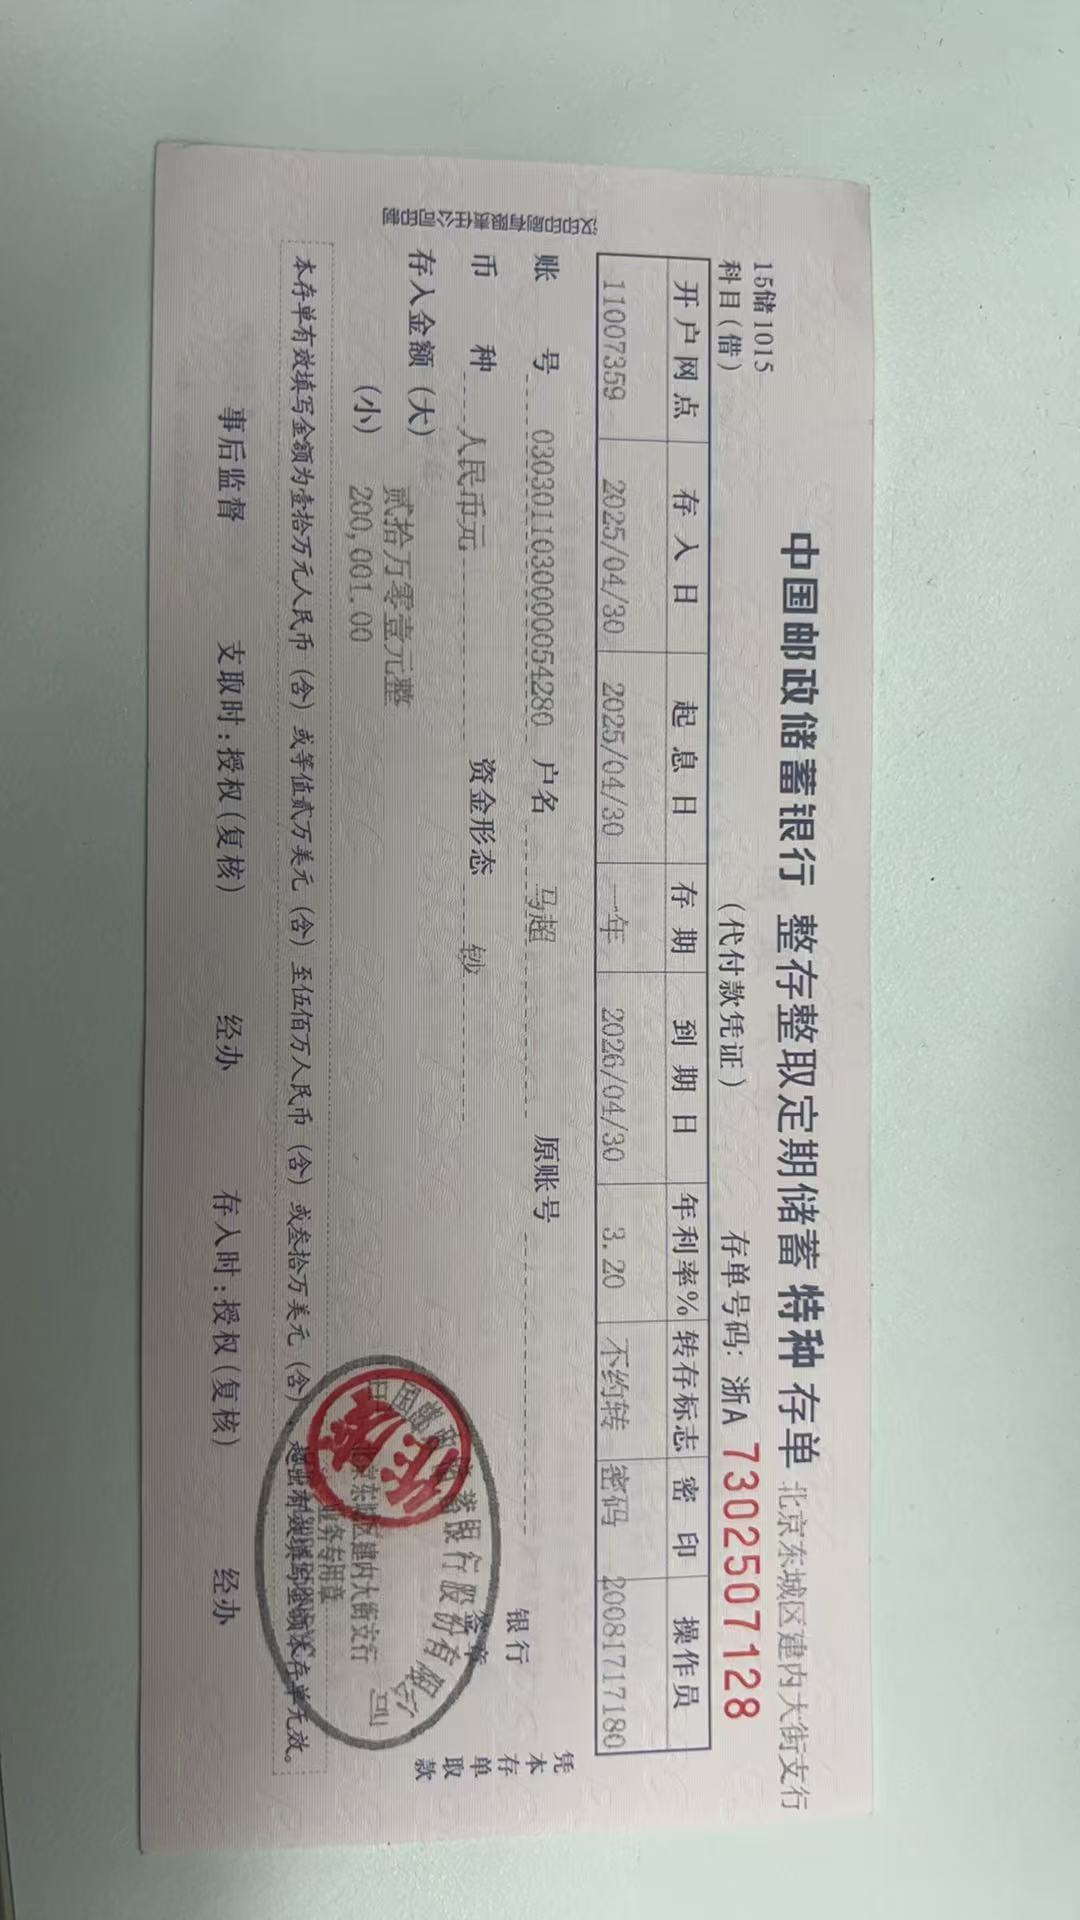 中国邮政储蓄银行 整存整取定期储蓄 特种 存单 北京东城区建内大街支行
15储1015
科目(借)
(代付款凭证)
存单号码: 浙A 7302507128
开户网点 存入日 起息日 存期 到期日 年利率% 转存标志 密印 操作员
11007359 2025/04/30 2025/04/30 一年 2026/04/30 3.20 不约转 密码 20081717180
账号 0303011030000054280 户名 马超 原账号
币种 人民币元 资金形态 钞
银行
签章
存入金额 (大) 贰拾万零壹元整
(小) 200,001.00
凭本存单取款
本存单有效填写金额为壹拾万元人民币(含)或等值贰万美元(含)至伍佰万人民币(含)或叁拾万美元(含),超出有效填写金额本存单无效。
事后监督 支取时:授权(复核) 经办 存入时:授权(复核) 经办
汉印印刷有限责任公司印制
中国邮政储蓄银行股份有限公司
北京东城区建内大街支行
业务专用章